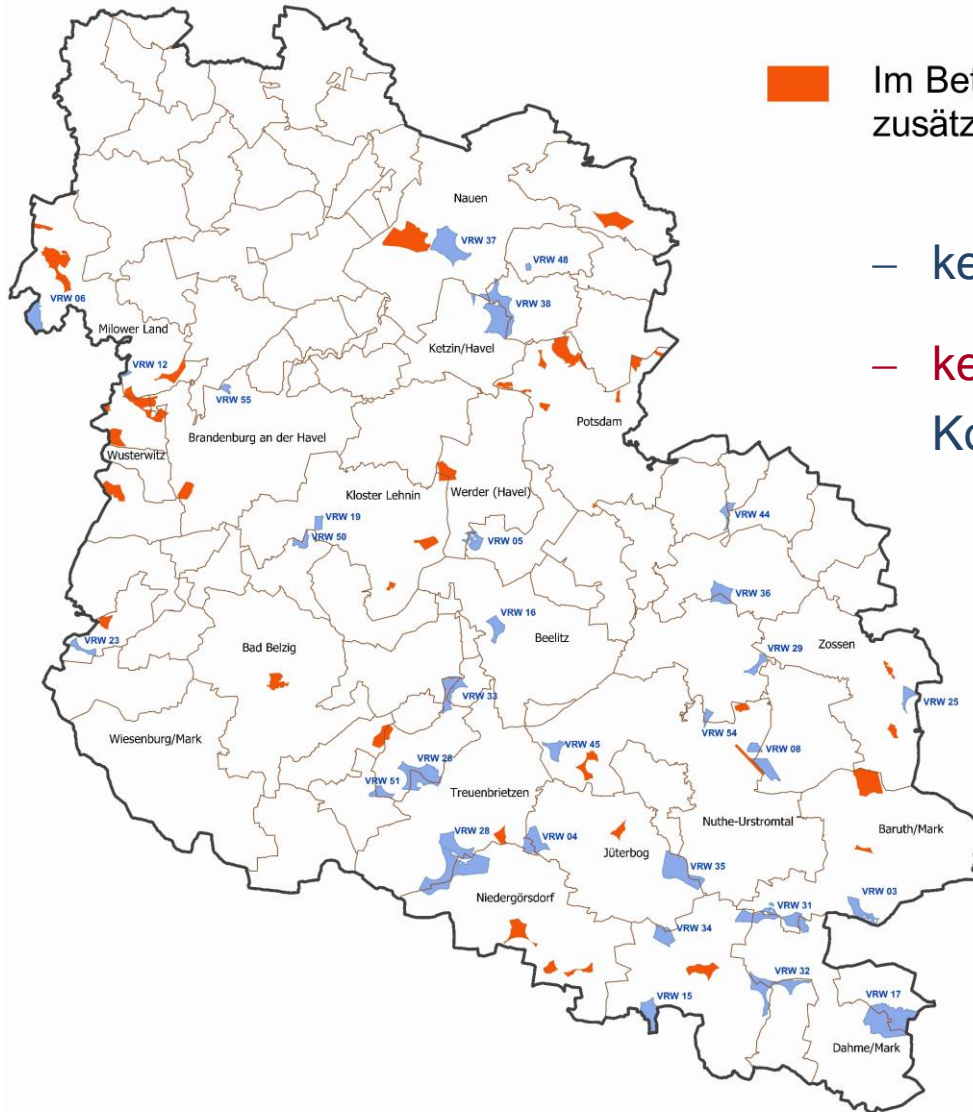 Im Bet
zusätz
– ke
– ke
Ko
Nauen
VRW 37
VRW 48
VRW 06
VRW 38
Milower Land
Ketzin/Havel
VRW 12
VRW 55
Potsdam
Brandenburg an der Havel
Wusterwitz
Kloster Lehnin
Werder (Havel)
VRW 19
VRW 44
VRW 50
VRW 05
VRW 36
VRW 16
VRW 23
Beelitz
Bad Belzig
Zossen
VRW 29
VRW 33
VRW 25
Wiesenburg/Mark
VRW 54
VRW 45
VRW 08
VRW 26
VRW 51
Treuenbrietzen
Nuthe-Urstromtal
VRW 28
VRW 04
Baruth/Mark
Jüterbog
VRW 35
VRW 03
Niedergörsdorf
VRW 31
VRW 34
VRW 32
VRW 15
VRW 17
Dahme/Mark